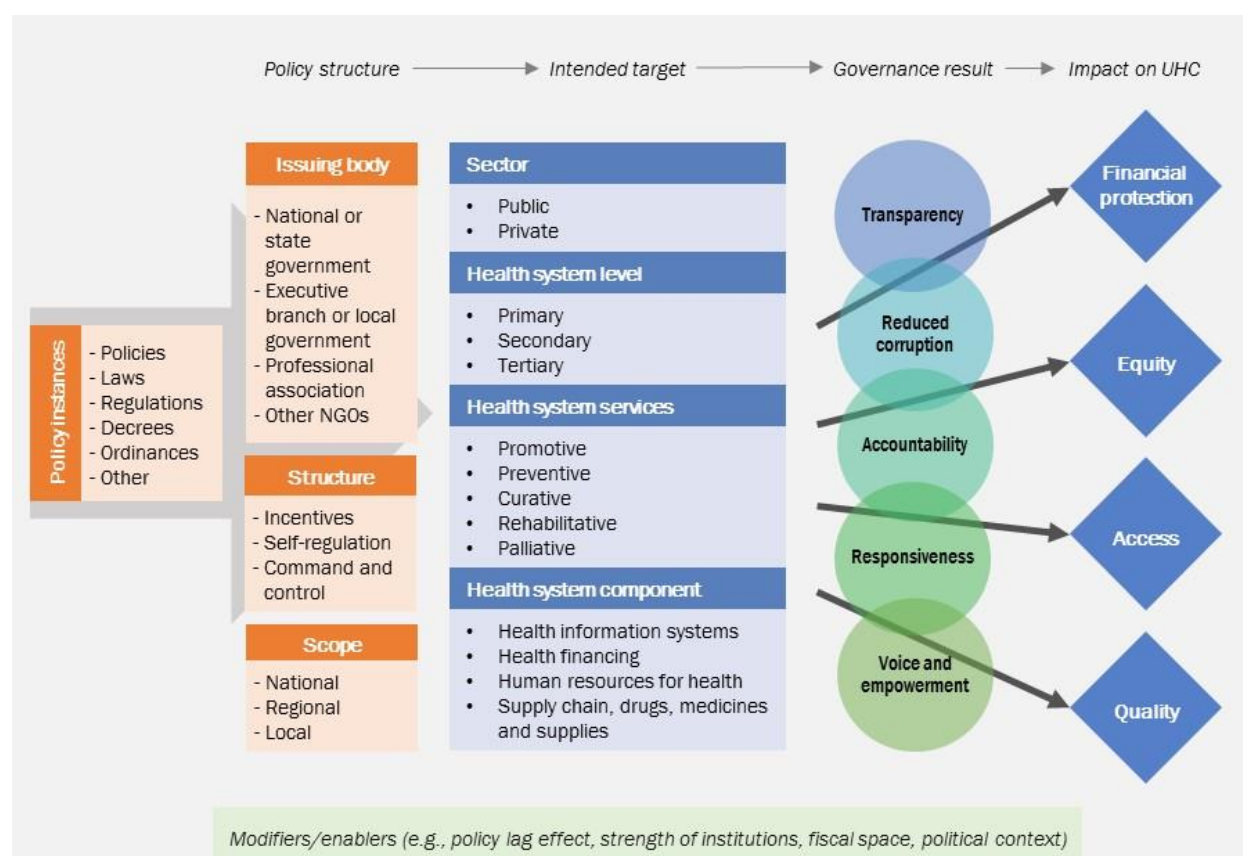 Policy structure
Intended target
Governance result
Impact on UHC
Policy instances
- Policies
- Laws
- Regulations
- Decrees
- Ordinances
- Other
Issuing body
- National or
state
government
- Executive
branch or local
government
- Professional
association
- Other NGOs
Structure
- Incentives
- Self-regulation
- Command and
control
Scope
- National
- Regional
- Local
Sector
• Public
• Private
Health system level
• Primary
• Secondary
• Tertiary
Health system services
• Promotive
• Preventive
• Curative
• Rehabilitative
• Palliative
Health system component
• Health information systems
• Health financing
• Human resources for health
• Supply chain, drugs, medicines
and supplies
Transparency
Reduced
corruption
Accountability
Responsiveness
Voice and
empowerment
Financial
protection
Equity
Access
Quality
Modifiers/enablers (e.g., policy lag effect, strength of institutions, fiscal space, political context)